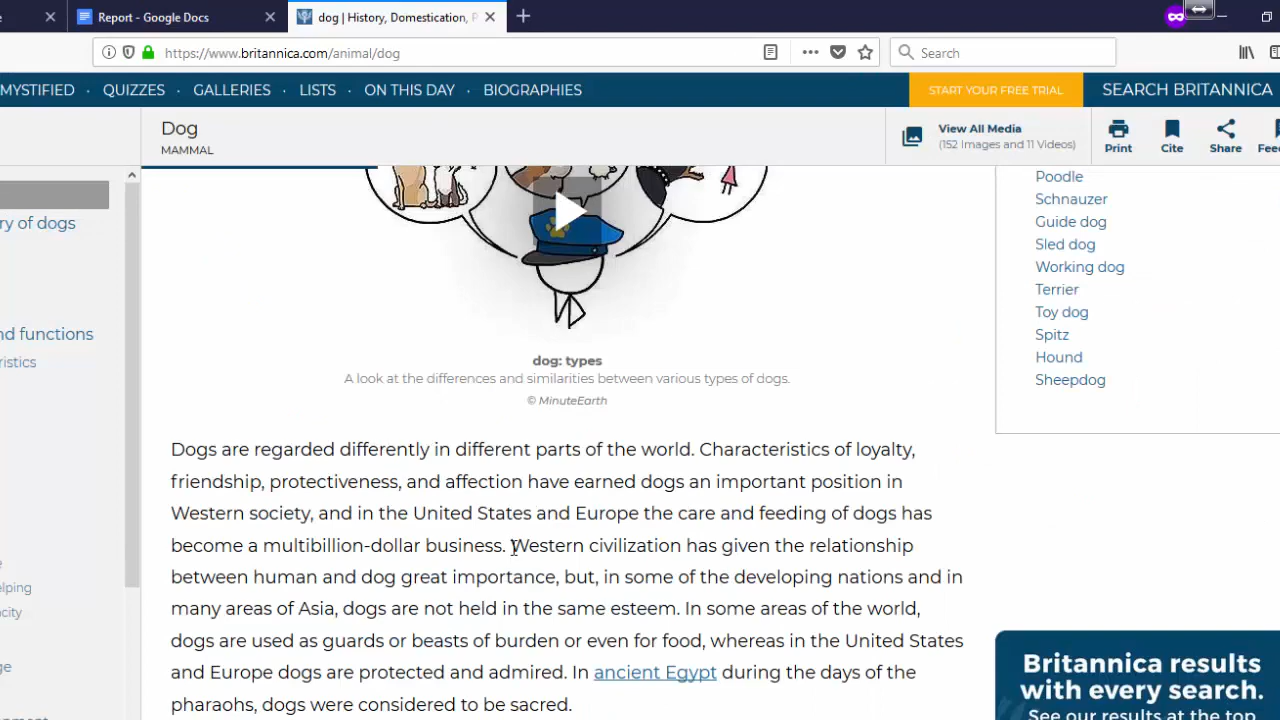 Report - Google Docs
dog | History, Domestication, P
https://www.britannica.com/animal/dog
Search
MYSTIFIED · QUIZZES · GALLERIES · LISTS · ON THIS DAY · BIOGRAPHIES
START YOUR FREE TRIAL
SEARCH BRITANNICA
Dog
MAMMAL
View All Media
(152 Images and 11 Videos)
Print
Cite
Share
Fee
ry of dogs
nd functions
ristics
elping
acity
ge
dog: types
A look at the differences and similarities between various types of dogs.
© MinuteEarth
Dogs are regarded differently in different parts of the world. Characteristics of loyalty,
friendship, protectiveness, and affection have earned dogs an important position in
Western society, and in the United States and Europe the care and feeding of dogs has
become a multibillion-dollar business. Western civilization has given the relationship
between human and dog great importance, but, in some of the developing nations and in
many areas of Asia, dogs are not held in the same esteem. In some areas of the world,
dogs are used as guards or beasts of burden or even for food, whereas in the United States
and Europe dogs are protected and admired. In ancient Egypt during the days of the
pharaohs, dogs were considered to be sacred.
Poodle
Schnauzer
Guide dog
Sled dog
Working dog
Terrier
Toy dog
Spitz
Hound
Sheepdog
Britannica results
with every search.
See our results at the top